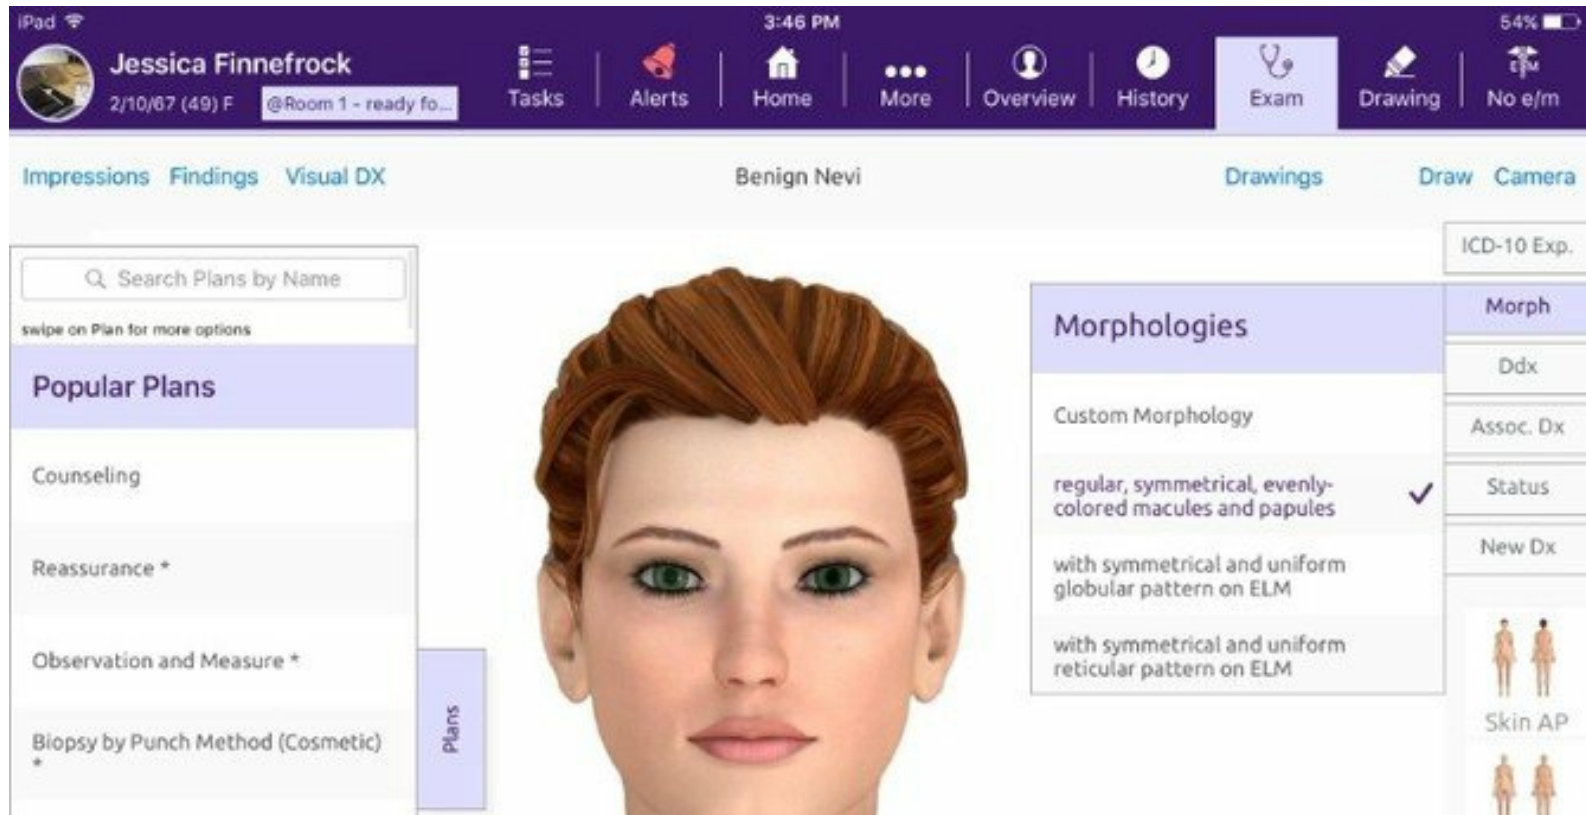 iPad
3:46 PM
54%
Jessica Finnefrock
2/10/67 (49) F
@Room 1 - ready fo...
Tasks
Alerts
Home
More
Overview
History
Exam
Drawing
E/M
No e/m
Impressions
Findings
Visual DX
Benign Nevi
Drawings
Draw
Camera
Search Plans by Name
swipe on Plan for more options
Popular Plans
Counseling
Reassurance *
Observation and Measure *
Biopsy by Punch Method (Cosmetic)
*
Plans
Morphologies
Custom Morphology
regular, symmetrical, evenly-
colored macules and papules
with symmetrical and uniform
globular pattern on ELM
with symmetrical and uniform
reticular pattern on ELM
ICD-10 Exp.
Morph
Ddx
Assoc. Dx
Status
New Dx
Skin AP